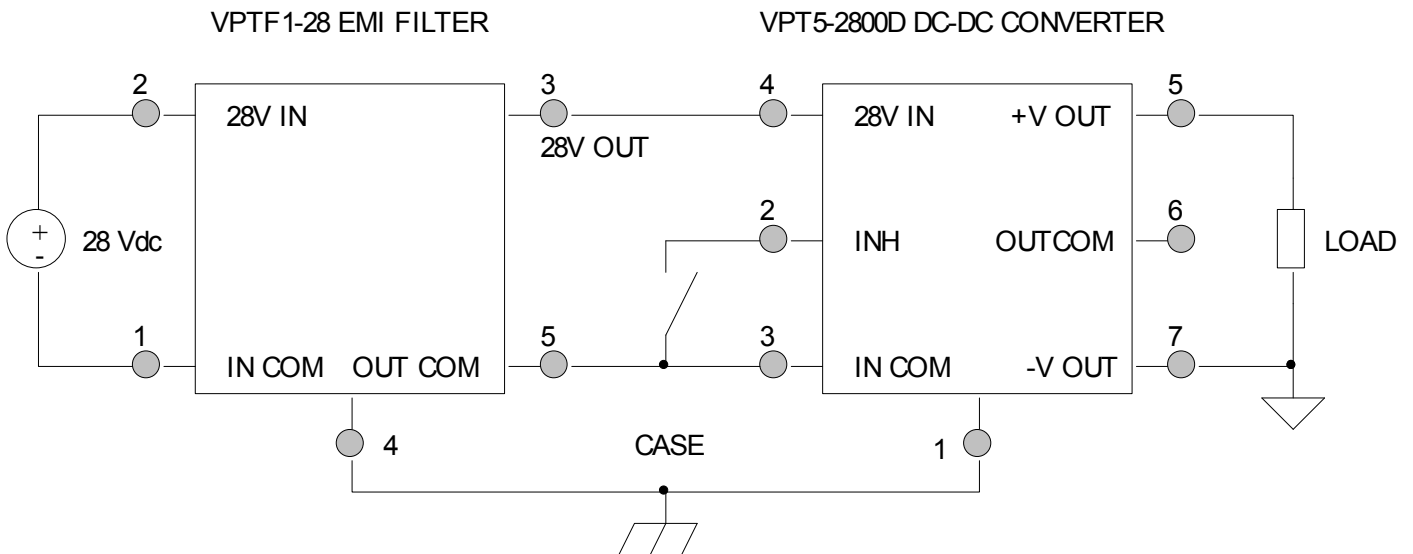 VPTF1-28 EMI FILTER
VPT5-2800D DC-DC CONVERTER
2
3
4
5
28V IN
28V OUT
28V IN
+V OUT
2
6
+
-
28 Vdc
INH
OUTCOM
LOAD
1
5
3
7
IN COM
OUT COM
IN COM
-V OUT
4
CASE
1